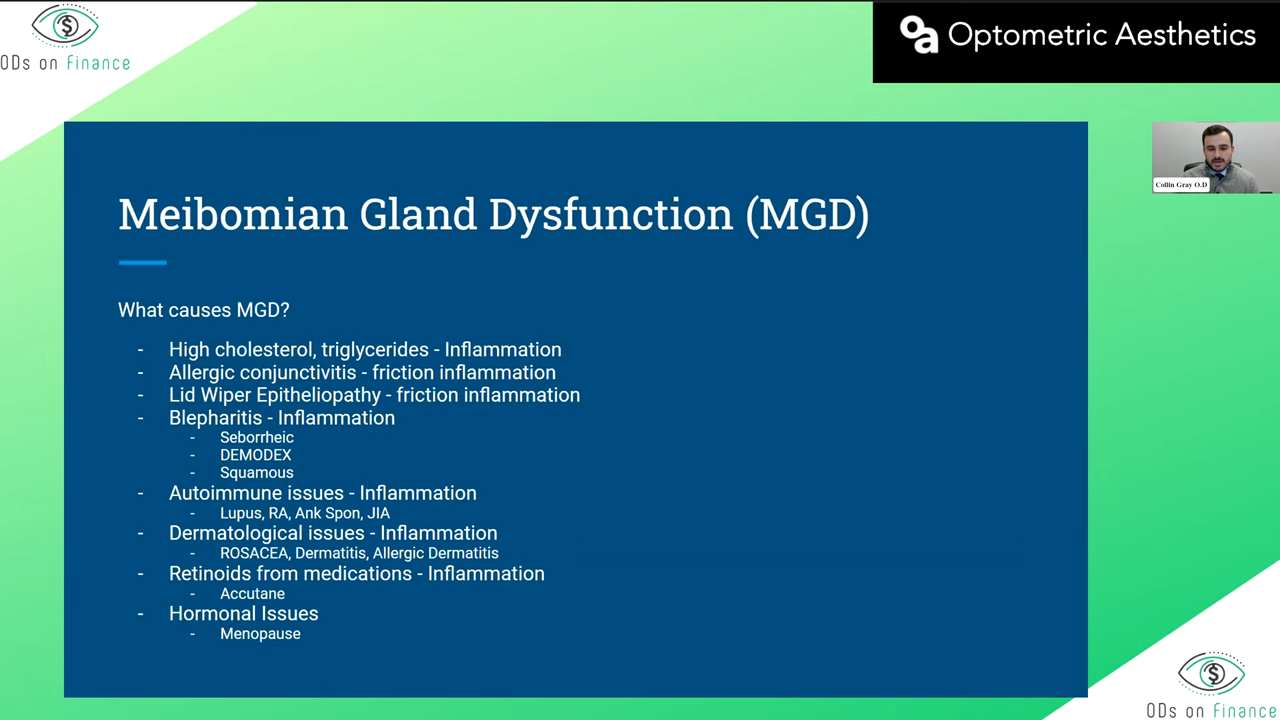 ODs on Finance
oa Optometric Aesthetics
Collin Gray O.D
Meibomian Gland Dysfunction (MGD)
What causes MGD?
- High cholesterol, triglycerides - Inflammation
- Allergic conjunctivitis - friction inflammation
- Lid Wiper Epitheliopathy - friction inflammation
- Blepharitis - Inflammation
- Seborrheic
- DEMODEX
- Squamous
- Autoimmune issues - Inflammation
- Lupus, RA, Ank Spon, JIA
- Dermatological issues - Inflammation
- ROSACEA, Dermatitis, Allergic Dermatitis
- Retinoids from medications - Inflammation
- Accutane
- Hormonal Issues
- Menopause
ODs on Finance